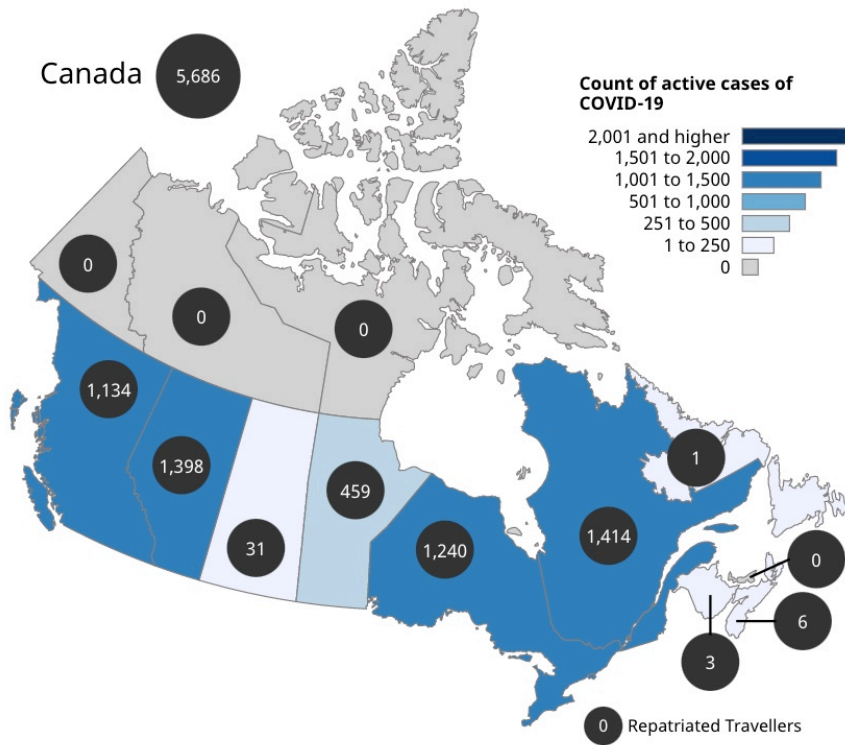 Canada
5,686
Count of active cases of
COVID-19
2,001 and higher
1,501 to 2,000
1,001 to 1,500
501 to 1,000
251 to 500
1 to 250
0
0
0
0
1,134
1,398
31
459
1,240
1,414
1
0
6
3
0 Repatriated Travellers